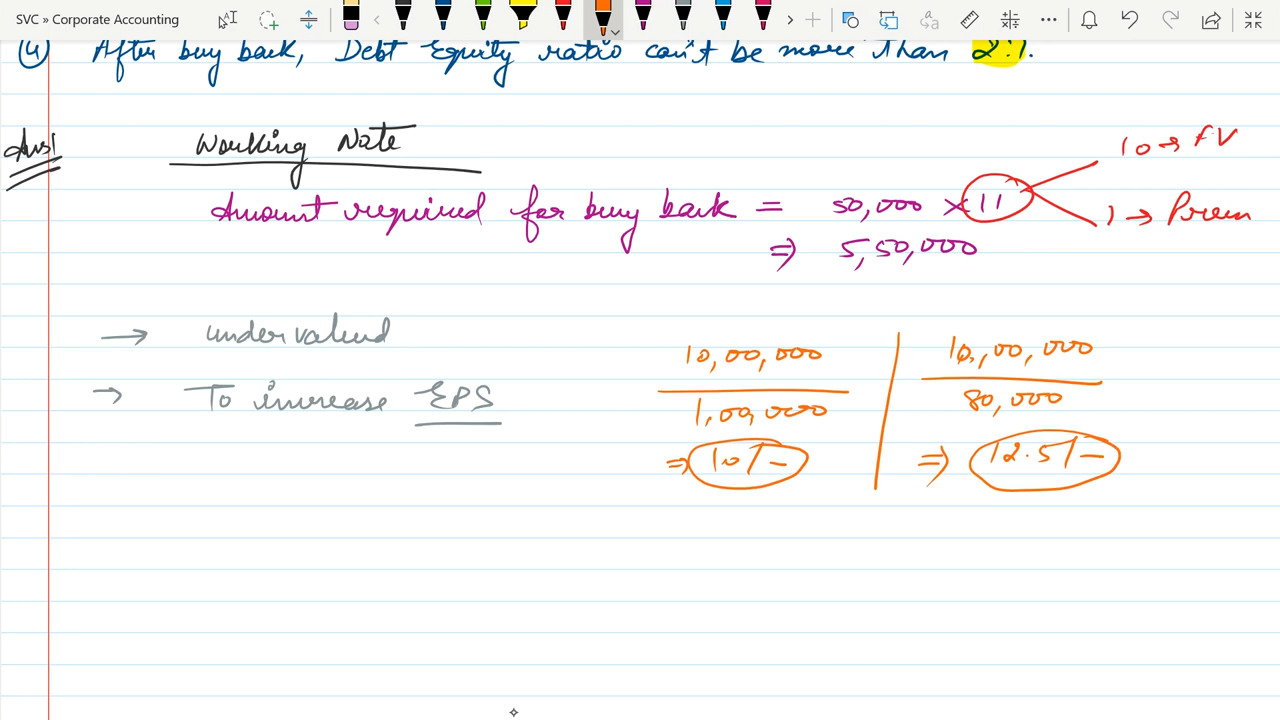 SVC » Corporate Accounting
(4) After buy back, Debt Equity ratio can't be more than 2:1.
Ans!
Working Note
10 → FV
Amount required for buy back = 50,000 × 11
1 → Prem
⇒ 5,50,000
→ undervalued
→ To increase EPS
10,00,000
1,00,000
⇒ 10/-
10,00,000
80,000
⇒ 12.5/-